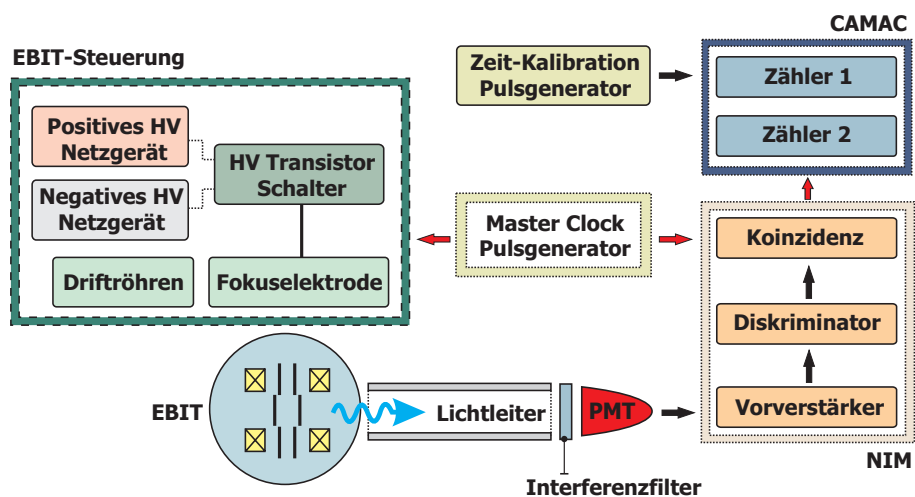 CAMAC
EBIT-Steuerung
Zeit-Kalibration
Pulsgenerator
Zähler 1
Zähler 2
Positives HV
Netzgerät
HV Transistor
Schalter
Negatives HV
Netzgerät
Master Clock
Pulsgenerator
Koinzidenz
Driftröhren
Fokuselektrode
Diskriminator
EBIT
Lichtleiter
PMT
Vorverstärker
NIM
Interferenzfilter